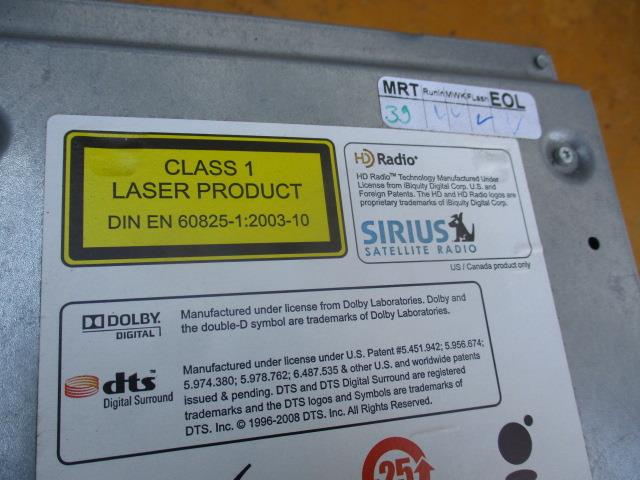 MRT RunIn MWK FLash EOL
39
CLASS 1
LASER PRODUCT
DIN EN 60825-1:2003-10
HD Radio
HD Radio™ Technology Manufactured Under
License from iBiquity Digital Corp. U.S. and
Foreign Patents. The HD and HD Radio logos are
proprietary trademarks of iBiquity Digital Corp.
SIRIUS
SATELLITE RADIO
US / Canada product only
DOLBY
DIGITAL
Manufactured under license from Dolby Laboratories. Dolby and
the double-D symbol are trademarks of Dolby Laboratories.
dts
Digital Surround
Manufactured under license under U.S. Patent #5.451.942; 5.956.674;
5.974.380; 5.978.762; 6.487.535 & other U.S. and worldwide patents
issued & pending. DTS and DTS Digital Surround are registered
trademarks and the DTS logos and Symbols are trademarks of
DTS. Inc. © 1996-2008 DTS. Inc. All Rights Reserved.
25